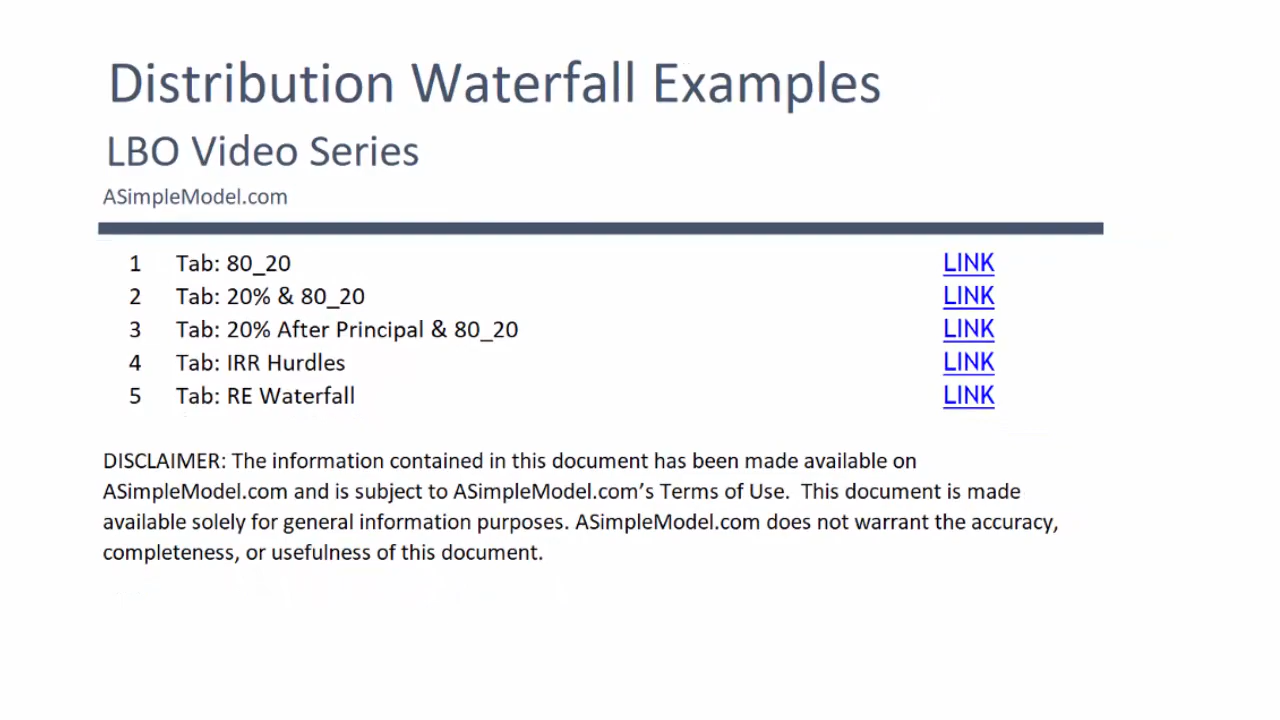 Distribution Waterfall Examples
LBO Video Series
ASimpleModel.com
1 Tab: 80_20 LINK
2 Tab: 20% & 80_20 LINK
3 Tab: 20% After Principal & 80_20 LINK
4 Tab: IRR Hurdles LINK
5 Tab: RE Waterfall LINK
DISCLAIMER: The information contained in this document has been made available on
ASimpleModel.com and is subject to ASimpleModel.com’s Terms of Use.  This document is made
available solely for general information purposes. ASimpleModel.com does not warrant the accuracy,
completeness, or usefulness of this document.